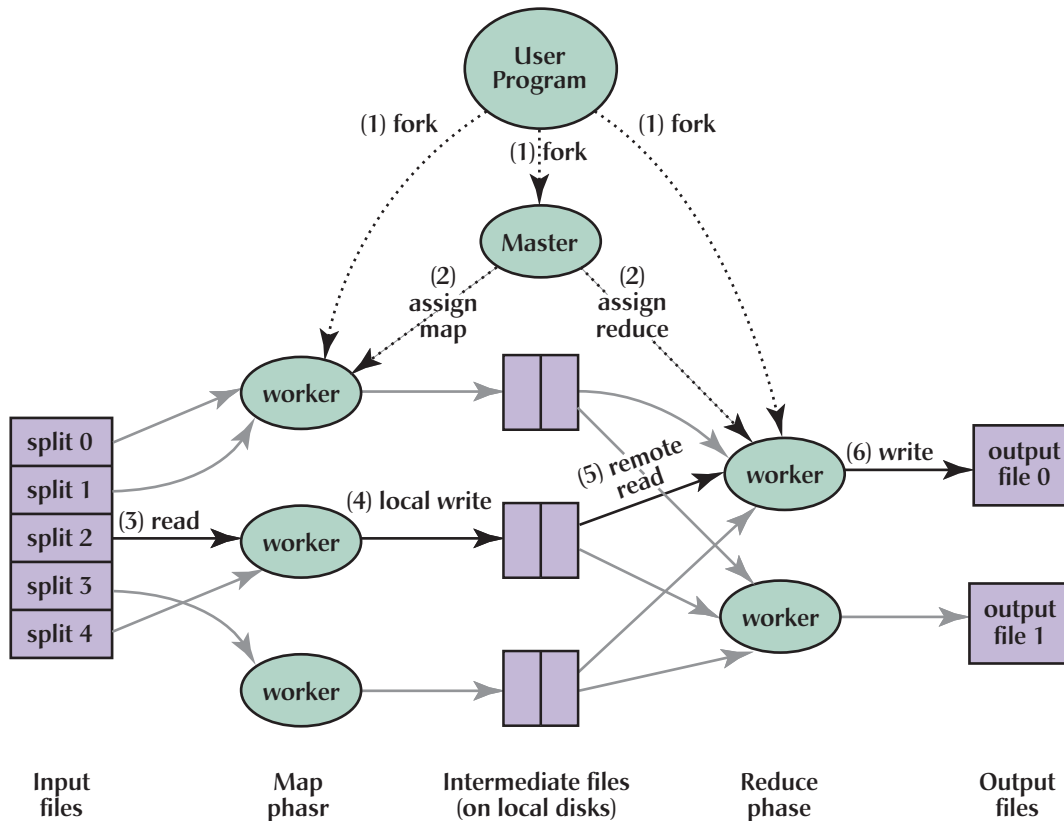 User
Program
(1) fork
(1) fork
(1) fork
Master
(2)
assign
map
(2)
assign
reduce
worker
split 0
split 1
split 2
split 3
split 4
(3) read
worker
(4) local write
worker
(5) remote
read
worker
(6) write
output
file 0
worker
output
file 1
Input
files
Map
phasr
Intermediate files
(on local disks)
Reduce
phase
Output
files